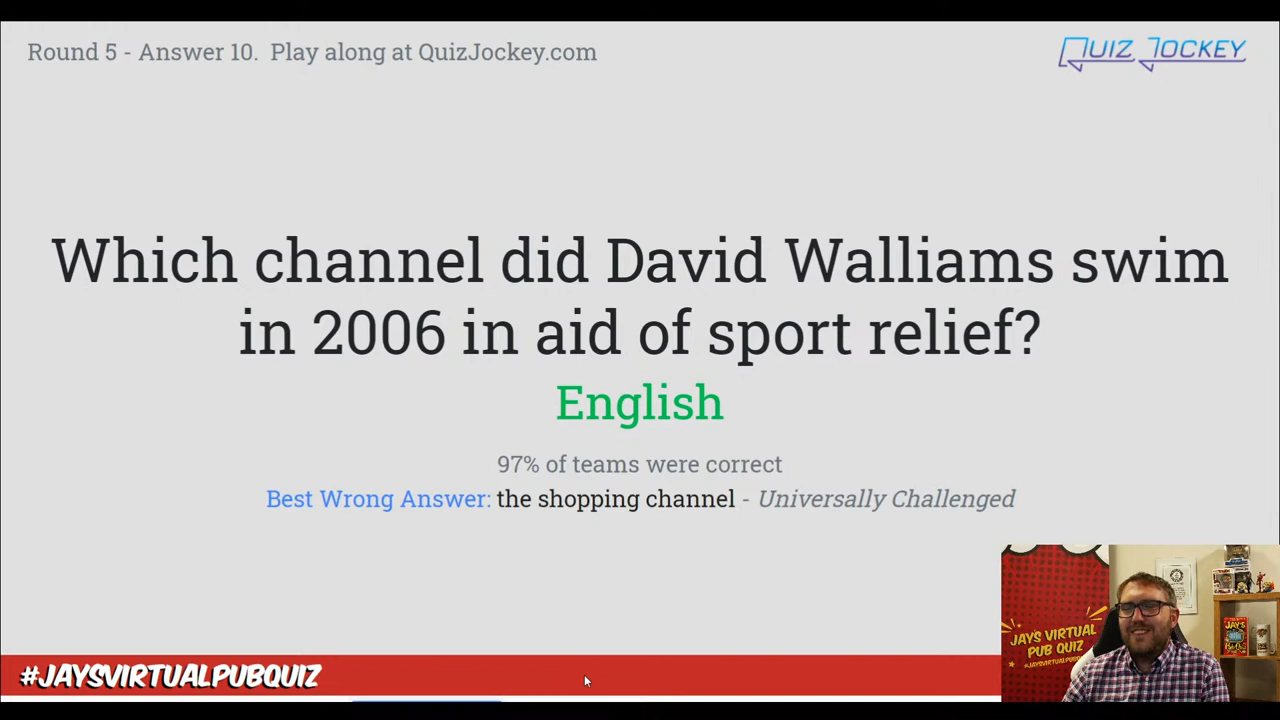 Round 5 - Answer 10. Play along at QuizJockey.com
QUIZ JOCKEY
Which channel did David Walliams swim
in 2006 in aid of sport relief?
English
97% of teams were correct
Best Wrong Answer: the shopping channel - Universally Challenged
JAY'S VIRTUAL
PUB QUIZ
JAY'S
#JAYSVIRTUALPUBQUIZ